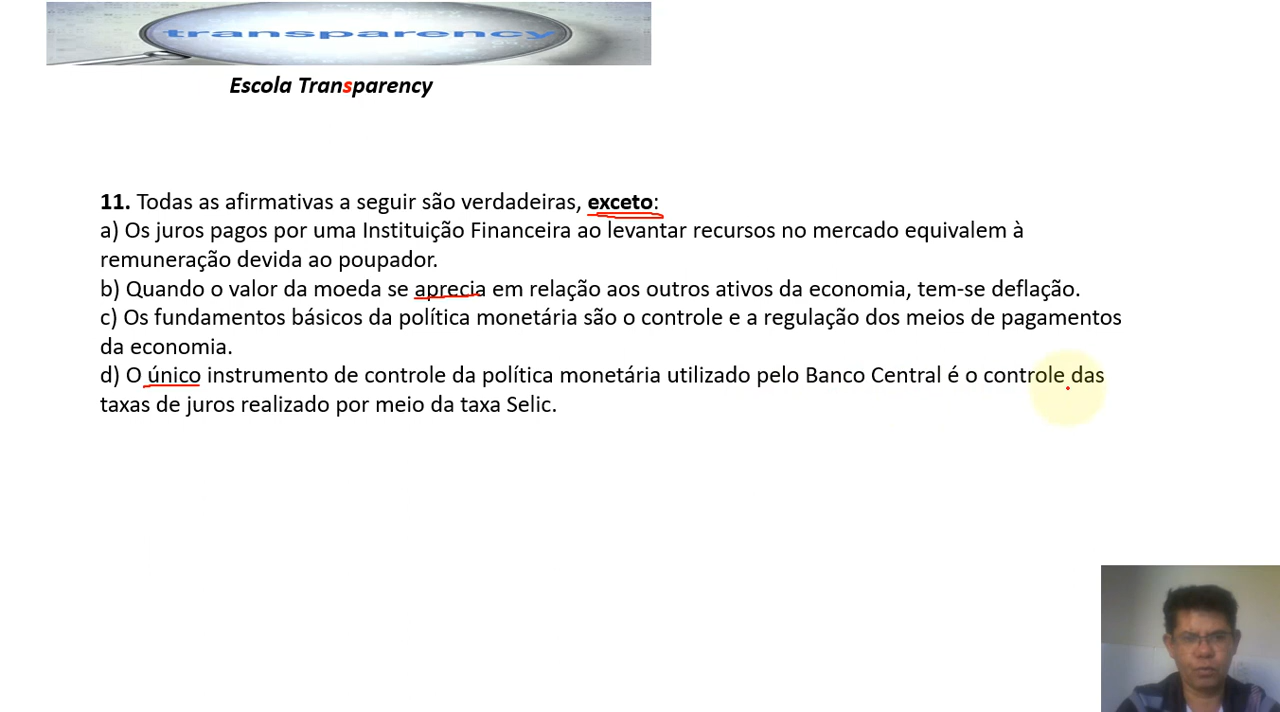 transparency
Escola Transparency
11. Todas as afirmativas a seguir são verdadeiras, exceto:
a) Os juros pagos por uma Instituição Financeira ao levantar recursos no mercado equivalem à
remuneração devida ao poupador.
b) Quando o valor da moeda se aprecia em relação aos outros ativos da economia, tem-se deflação.
c) Os fundamentos básicos da política monetária são o controle e a regulação dos meios de pagamentos
da economia.
d) O único instrumento de controle da política monetária utilizado pelo Banco Central é o controle das
taxas de juros realizado por meio da taxa Selic.